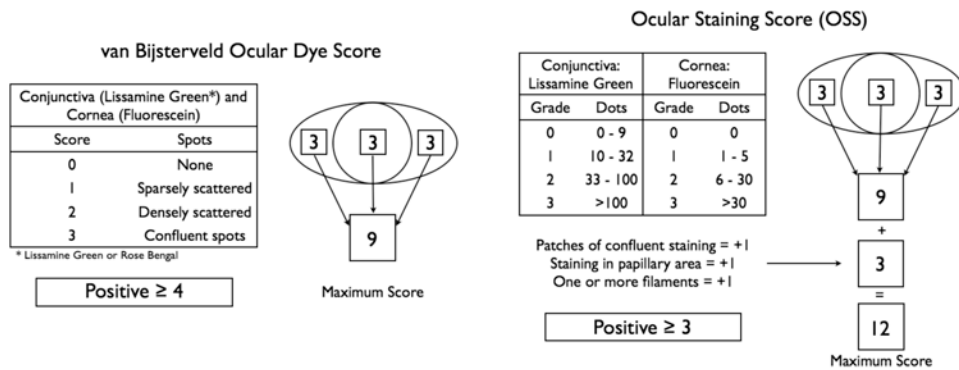 van Bijsterveld Ocular Dye Score
Conjunctiva (Lissamine Green*) and
Cornea (Fluorescein)
Score Spots
0 None
1 Sparsely scattered
2 Densely scattered
3 Confluent spots
* Lissamine Green or Rose Bengal
Positive ≥ 4
3 3 3
9
Maximum Score
Ocular Staining Score (OSS)
Conjunctiva: Cornea:
Lissamine Green Fluorescein
Grade Dots Grade Dots
0 0 - 9 0 0
1 10 - 32 1 1 - 5
2 33 - 100 2 6 - 30
3 >100 3 >30
Patches of confluent staining = +1
Staining in papillary area = +1
One or more filaments = +1
Positive ≥ 3
3 3 3
9
+
3
=
12
Maximum Score